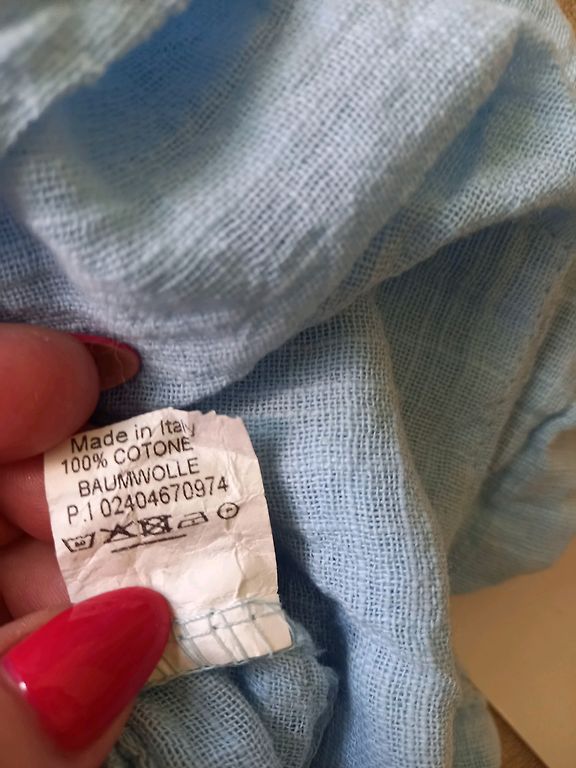 Made in Italy
100% COTONE
BAUMWOLLE
P.I 02404670974